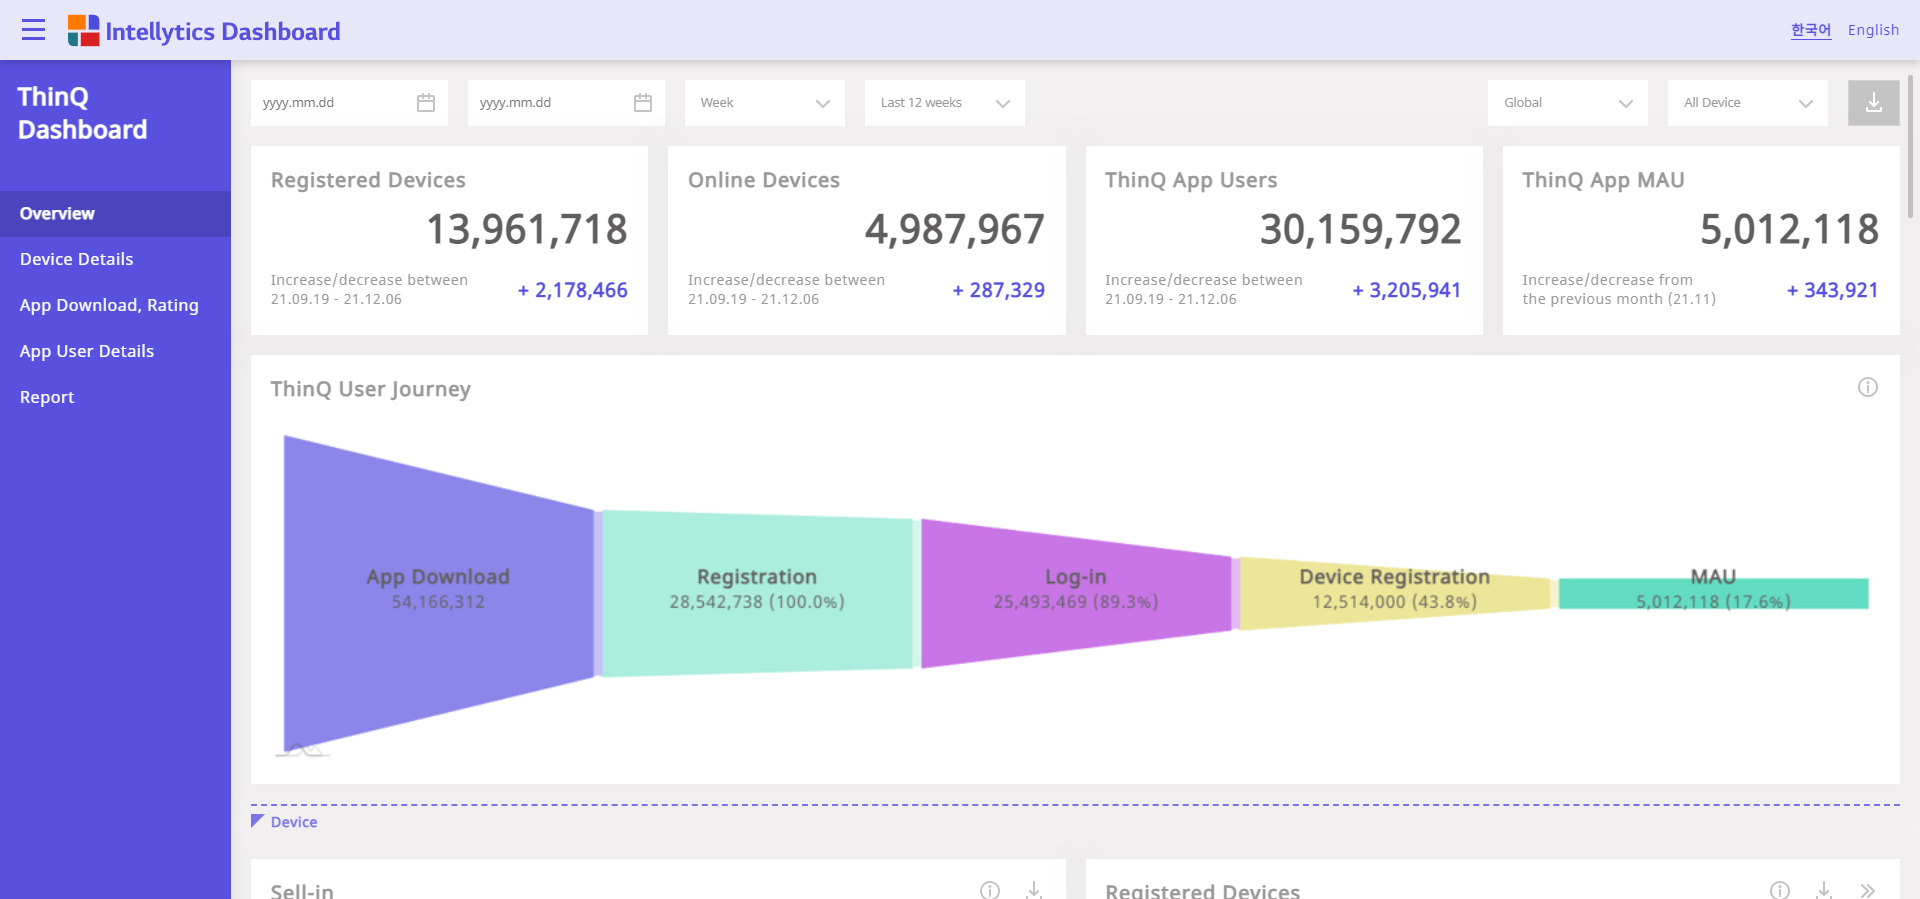 Intellytics Dashboard
한국어 English
ThinQ
Dashboard
Overview
Device Details
App Download, Rating
App User Details
Report
yyyy.mm.dd yyyy.mm.dd Week Last 12 weeks Global All Device
Registered Devices
13,961,718
Increase/decrease between
21.09.19 - 21.12.06
+ 2,178,466
Online Devices
4,987,967
Increase/decrease between
21.09.19 - 21.12.06
+ 287,329
ThinQ App Users
30,159,792
Increase/decrease between
21.09.19 - 21.12.06
+ 3,205,941
ThinQ App MAU
5,012,118
Increase/decrease from
the previous month (21.11)
+ 343,921
ThinQ User Journey
App Download
54,166,312
Registration
28,542,738 (100.0%)
Log-in
25,493,469 (89.3%)
Device Registration
12,514,000 (43.8%)
MAU
5,012,118 (17.6%)
Device
Sell-in
Registered Devices